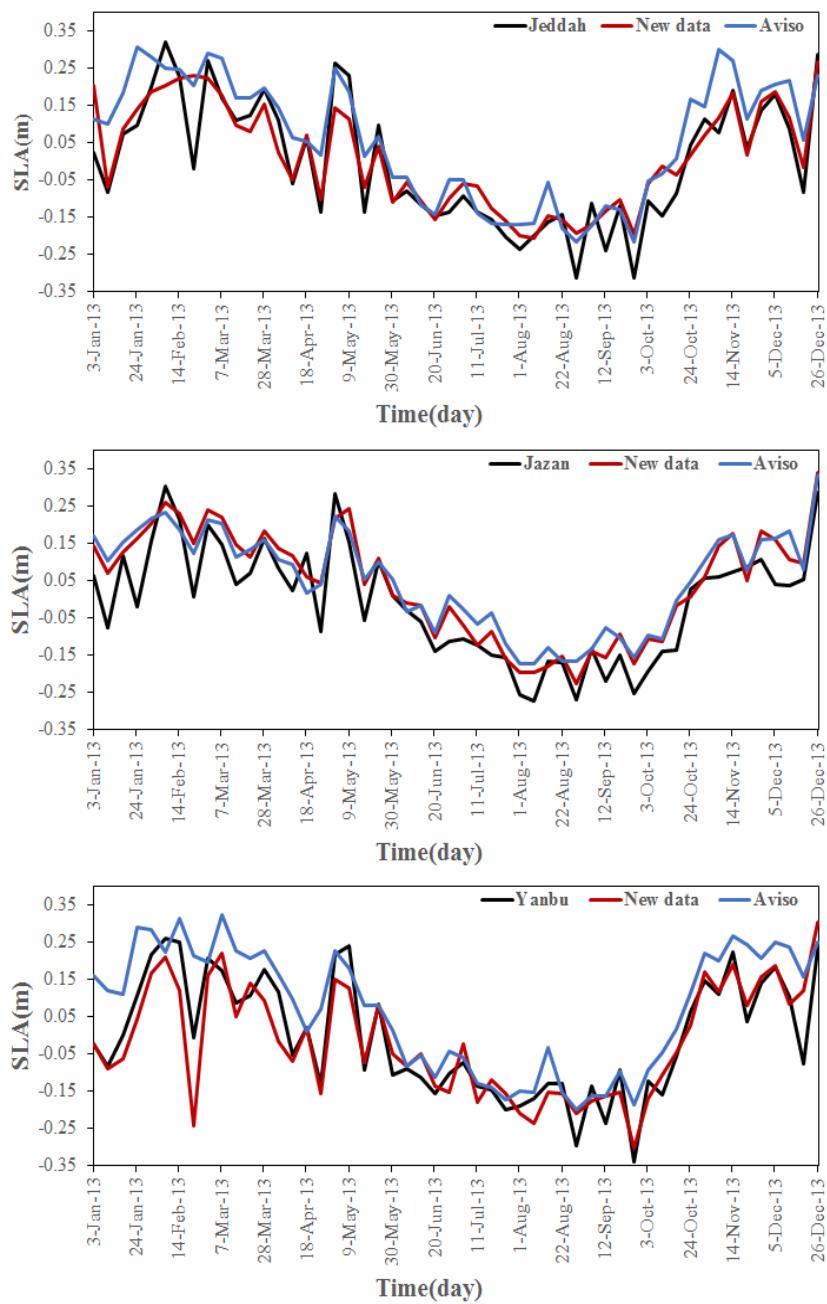 Jeddah New data Aviso
0.35
0.25
0.15
0.05
-0.05
-0.15
-0.25
-0.35
SLA(m)
3-Jan-13
24-Jan-13
14-Feb-13
7-Mar-13
28-Mar-13
18-Apr-13
9-May-13
30-May-13
20-Jun-13
11-Jul-13
1-Aug-13
22-Aug-13
12-Sep-13
3-Oct-13
24-Oct-13
14-Nov-13
5-Dec-13
26-Dec-13
Time(day)
Jazan New data Aviso
0.35
0.25
0.15
0.05
-0.05
-0.15
-0.25
-0.35
SLA(m)
3-Jan-13
24-Jan-13
14-Feb-13
7-Mar-13
28-Mar-13
18-Apr-13
9-May-13
30-May-13
20-Jun-13
11-Jul-13
1-Aug-13
22-Aug-13
12-Sep-13
3-Oct-13
24-Oct-13
14-Nov-13
5-Dec-13
26-Dec-13
Time(day)
Yanbu New data Aviso
0.35
0.25
0.15
0.05
-0.05
-0.15
-0.25
-0.35
SLA(m)
3-Jan-13
24-Jan-13
14-Feb-13
7-Mar-13
28-Mar-13
18-Apr-13
9-May-13
30-May-13
20-Jun-13
11-Jul-13
1-Aug-13
22-Aug-13
12-Sep-13
3-Oct-13
24-Oct-13
14-Nov-13
5-Dec-13
26-Dec-13
Time(day)